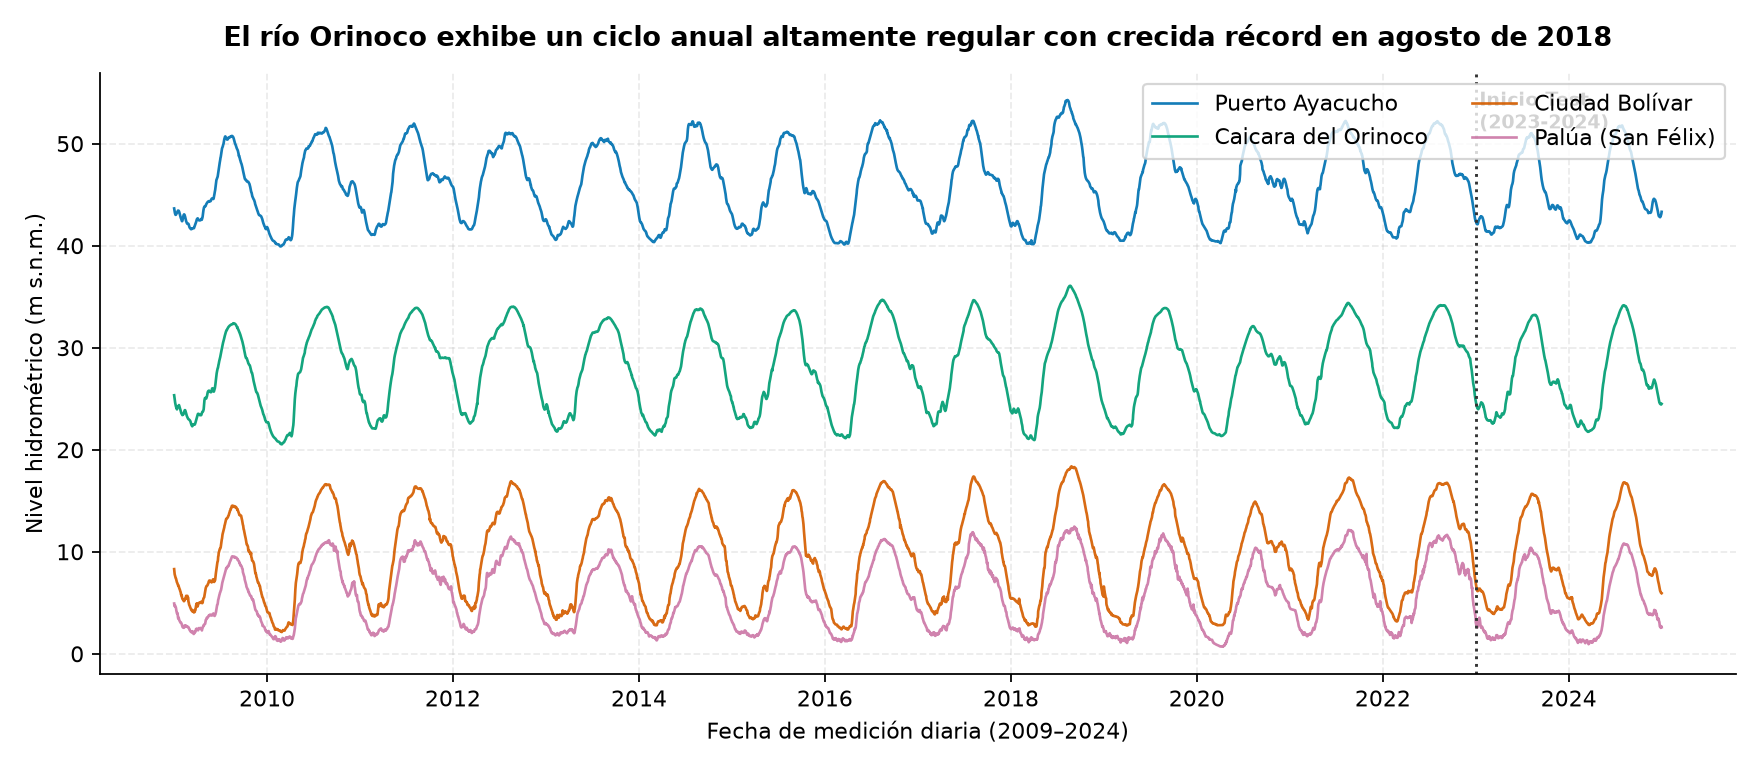 El río Orinoco exhibe un ciclo anual altamente regular con crecida récord en agosto de 2018
Puerto Ayacucho
Caicara del Orinoco
Ciudad Bolívar
Palúa (San Félix)
Inicio Test
(2023-2024)
Nivel hidrométrico (m s.n.m.)
50
40
30
20
10
0
2010 2012 2014 2016 2018 2020 2022 2024
Fecha de medición diaria (2009–2024)